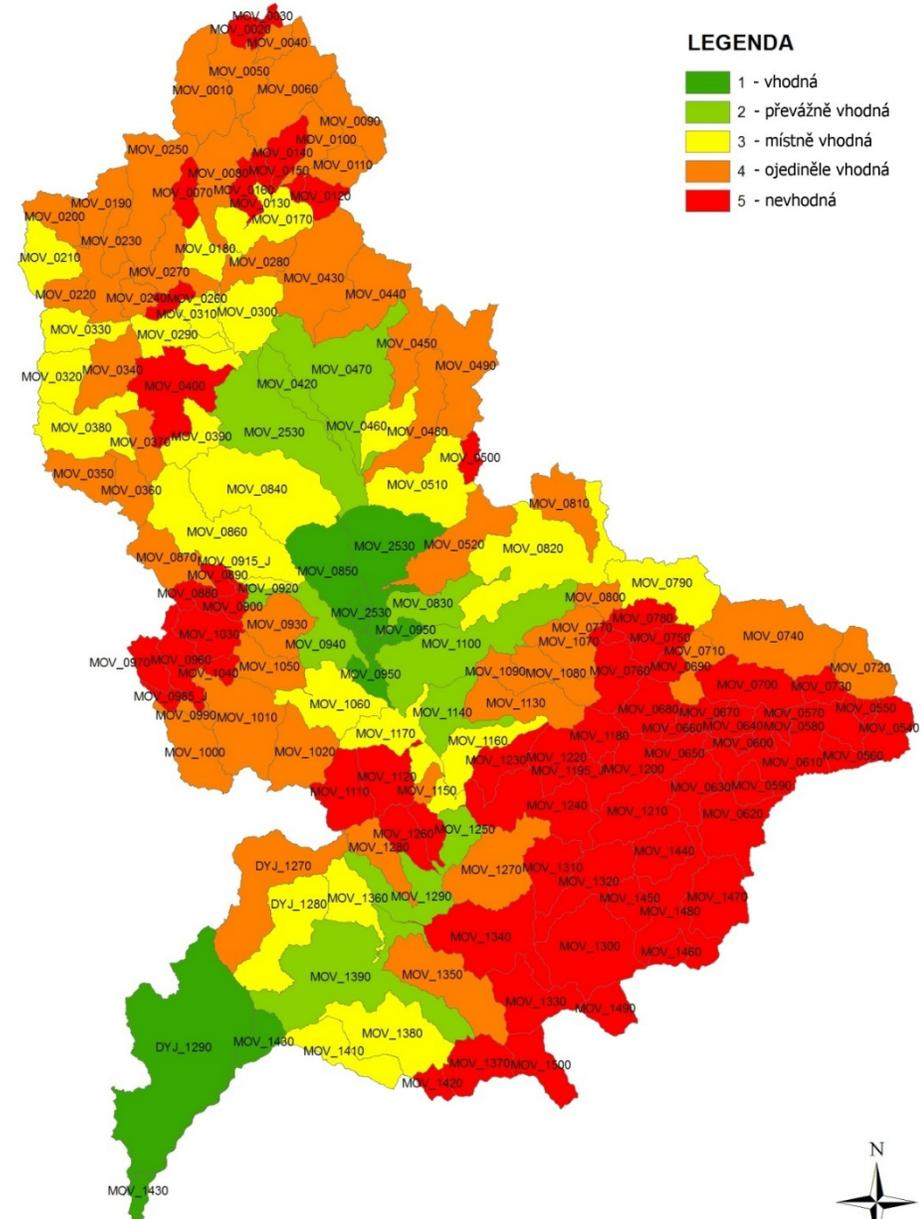 MOV_0030
MOV_0020
MOV_0040
LEGENDA
1 - vhodná
2 - převážně vhodná
3 - místně vhodná
4 - ojediněle vhodná
5 - nevhodná
MOV_0050
MOV_0010
MOV_0060
MOV_0090
MOV_0100
MOV_0250
MOV_0140
MOV_0110
MOV_0080
MOV_0150
MOV_0070
MOV_0160
MOV_0120
MOV_0130
MOV_0190
MOV_0200
MOV_0170
MOV_0230
MOV_0180
MOV_0210
MOV_0280
MOV_0270
MOV_0430
MOV_0220
MOV_0240
MOV_0260
MOV_0440
MOV_0310
MOV_0300
MOV_0330
MOV_0290
MOV_0450
MOV_0490
MOV_0340
MOV_0470
MOV_0320
MOV_0400
MOV_0420
MOV_0380
MOV_0460
MOV_0480
MOV_0370
MOV_0390
MOV_2530
MOV_0500
MOV_0350
MOV_0510
MOV_0360
MOV_0840
MOV_0810
MOV_0860
MOV_2530
MOV_0520
MOV_0820
MOV_0870
MOV_0915_J
MOV_0850
MOV_0890
MOV_0790
MOV_0880
MOV_0920
MOV_0800
MOV_0900
MOV_2530
MOV_0830
MOV_0780
MOV_0930
MOV_0950
MOV_0770
MOV_1030
MOV_0940
MOV_1100
MOV_1070
MOV_0750
MOV_0740
MOV_0710
MOV_0970
MOV_0960
MOV_1050
MOV_0690
MOV_0720
MOV_1040
MOV_0950
MOV_1090
MOV_1080
MOV_0760
MOV_0700
MOV_0730
MOV_0985_J
MOV_1060
MOV_1130
MOV_0990
MOV_1010
MOV_1140
MOV_0680
MOV_0670
MOV_0570
MOV_0550
MOV_0660
MOV_0640
MOV_0580
MOV_0540
MOV_1170
MOV_1160
MOV_1180
MOV_0600
MOV_1000
MOV_1020
MOV_1230
MOV_1220
MOV_0650
MOV_0560
MOV_1195_J
MOV_1200
MOV_0610
MOV_1120
MOV_1110
MOV_1150
MOV_0630
MOV_0590
MOV_1240
MOV_1210
MOV_0620
MOV_1260
MOV_1250
MOV_1280
MOV_1440
DYJ_1270
MOV_1270
MOV_1310
MOV_1320
DYJ_1280
MOV_1360
MOV_1290
MOV_1450
MOV_1470
MOV_1480
MOV_1340
MOV_1300
MOV_1460
MOV_1390
MOV_1350
MOV_1330
MOV_1490
MOV_1380
DYJ_1290
MOV_1430
MOV_1410
MOV_1370
MOV_1500
MOV_1420
N
MOV_1430